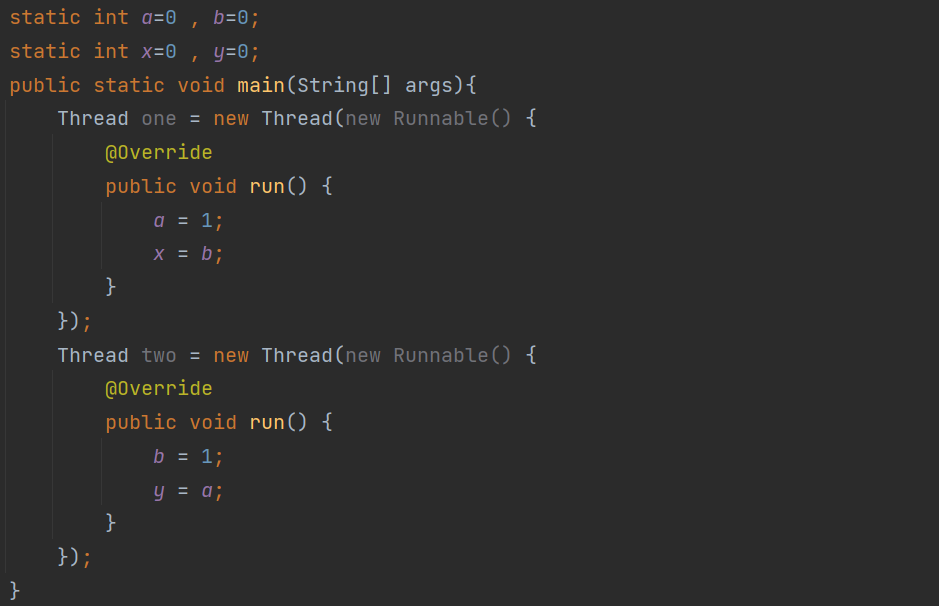 static int a=0 , b=0;
static int x=0 , y=0;
public static void main(String[] args){
    Thread one = new Thread(new Runnable() {
        @Override
        public void run() {
            a = 1;
            x = b;
        }
    });
    Thread two = new Thread(new Runnable() {
        @Override
        public void run() {
            b = 1;
            y = a;
        }
    });
}